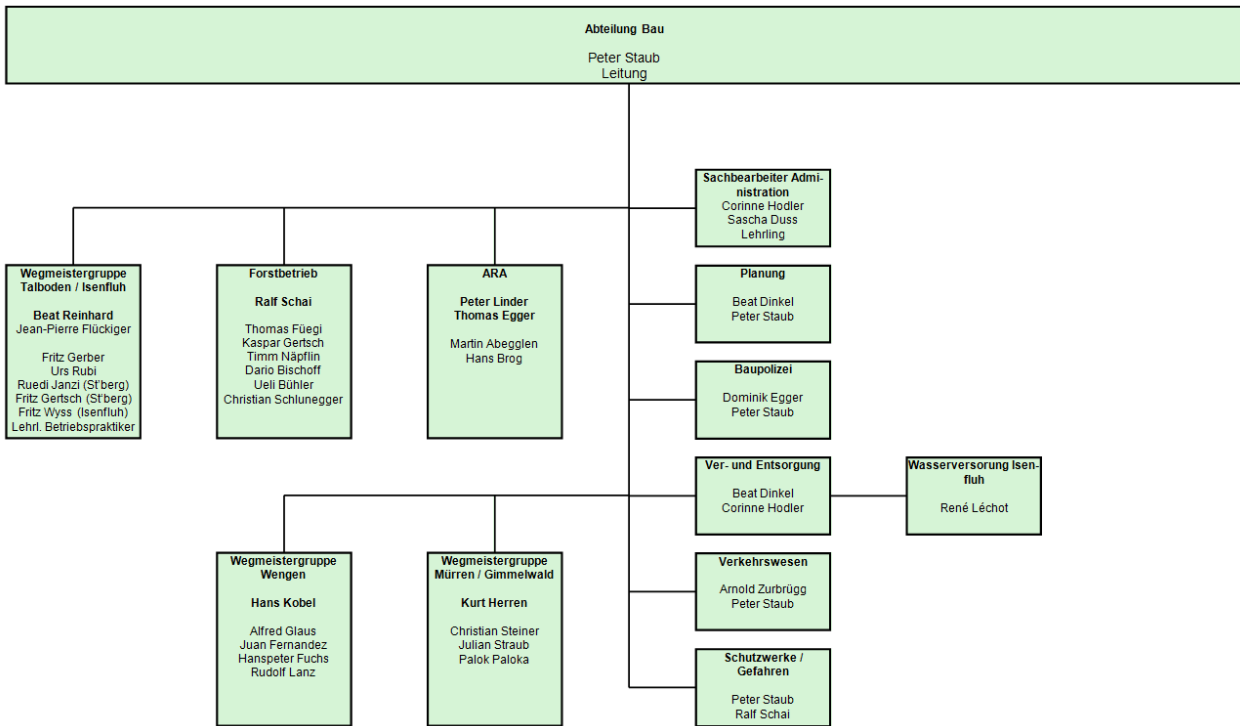 Abteilung Bau
Peter Staub
Leitung
Sachbearbeiter Admi-
nistration
Corinne Hodler
Sascha Duss
Lehrling
Wegmeistergruppe
Talboden / Isenfluh
Beat Reinhard
Jean-Pierre Flückiger
Fritz Gerber
Urs Rubi
Ruedi Janzi (St'berg)
Fritz Gertsch (St'berg)
Fritz Wyss (Isenfluh)
Lehrl. Betriebspraktiker
Forstbetrieb
Ralf Schai
Thomas Füegi
Kaspar Gertsch
Timm Näpflin
Dario Bischoff
Ueli Bühler
Christian Schlunegger
ARA
Peter Linder
Thomas Egger
Martin Abegglen
Hans Brog
Planung
Beat Dinkel
Peter Staub
Baupolizei
Dominik Egger
Peter Staub
Ver- und Entsorgung
Beat Dinkel
Corinne Hodler
Wasserversorung Isen-
fluh
René Léchot
Wegmeistergruppe
Wengen
Hans Kobel
Alfred Glaus
Juan Fernandez
Hanspeter Fuchs
Rudolf Lanz
Wegmeistergruppe
Mürren / Gimmelwald
Kurt Herren
Christian Steiner
Julian Straub
Palok Paloka
Verkehrswesen
Arnold Zurbrügg
Peter Staub
Schutzwerke /
Gefahren
Peter Staub
Ralf Schai